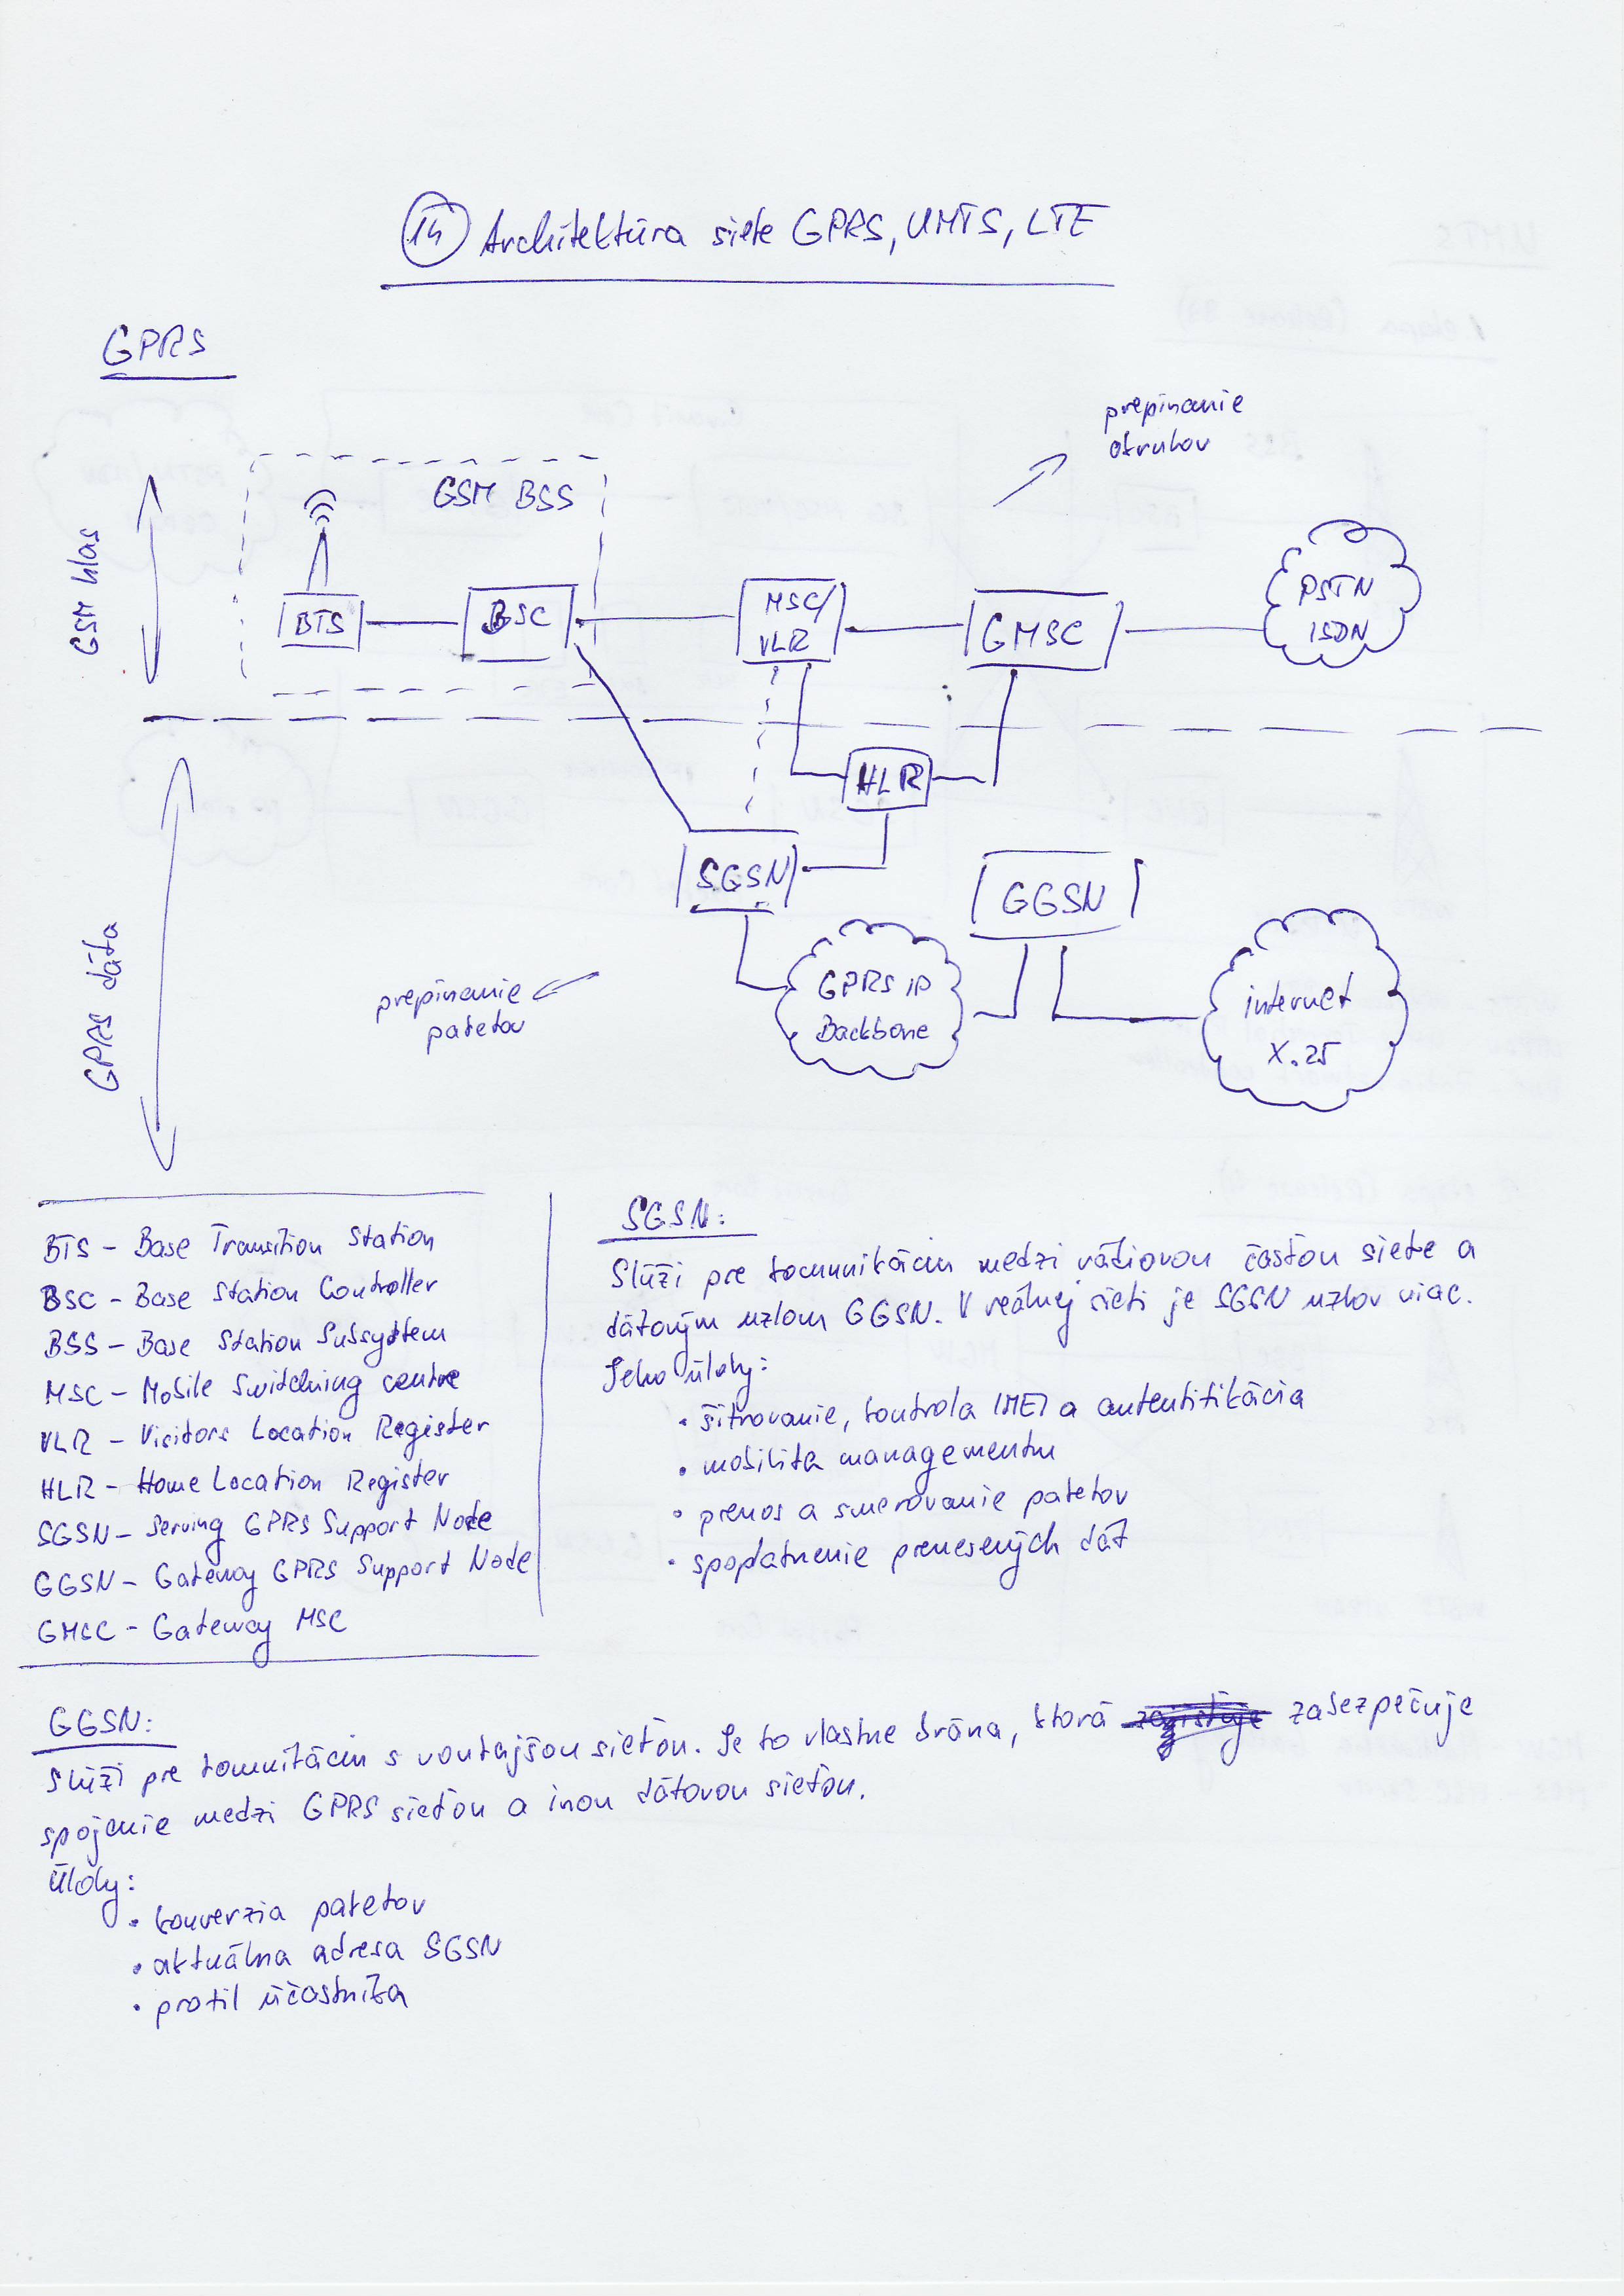 14 Architektúra siete GPRS, UMTS, LTE
GPRS
prepínanie
okruhov
GSM hlas
GSM BSS
BTS
BSC
MSC/
VLR
GMSC
PSTN
ISDN
HLR
SGSN
GGSN
GPRS dáta
prepínanie
paketov
GPRS IP
Backbone
internet
X.25
BTS - Base Transition Station
BSC - Base Station Controller
BSS - Base Station Subsystem
MSC - Mobile Switching centre
VLR - Visitors Location Register
HLR - Home Location Register
SGSN - Serving GPRS Support Node
GGSN - Gateway GPRS Support Node
GMSC - Gateway MSC
SGSN:
Slúži pre komunikáciu medzi rádiovou časťou siete a
dátovým uzlom GGSN. V reálnej sieti je SGSN uzlov viac.
Jeho úlohy:
• šifrovanie, kontrola IMEI a autentifikácia
• mobilita managementu
• prenos a smerovanie paketov
• spoplatnenie prenesených dát
GGSN:
Slúži pre komunikáciu s vonkajšou sieťou. Je to vlastne brána, ktorá zabezpečuje
spojenie medzi GPRS sieťou a inou dátovou sieťou.
Úlohy:
• konverzia paketov
• aktuálna adresa SGSN
• profil účastníka